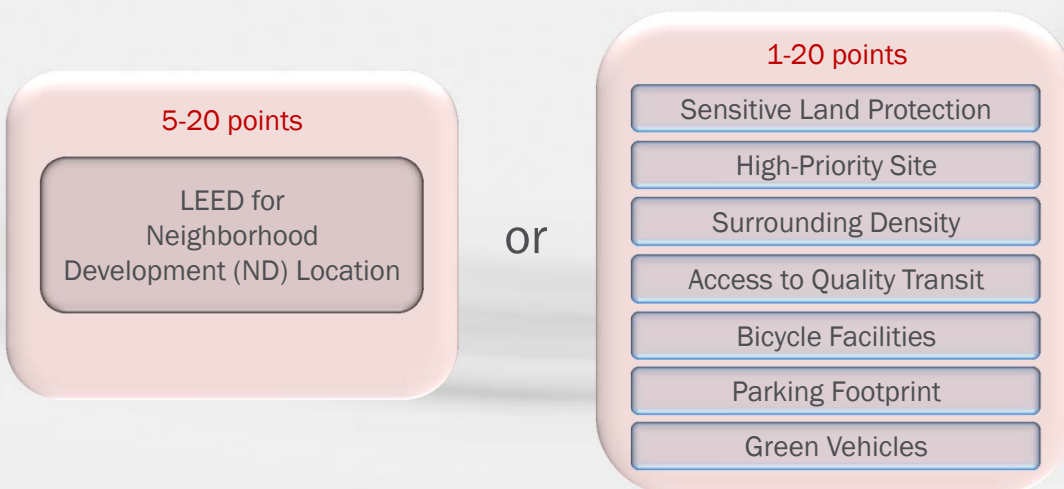 5-20 points
LEED for
Neighborhood
Development (ND) Location
or
1-20 points
Sensitive Land Protection
High-Priority Site
Surrounding Density
Access to Quality Transit
Bicycle Facilities
Parking Footprint
Green Vehicles